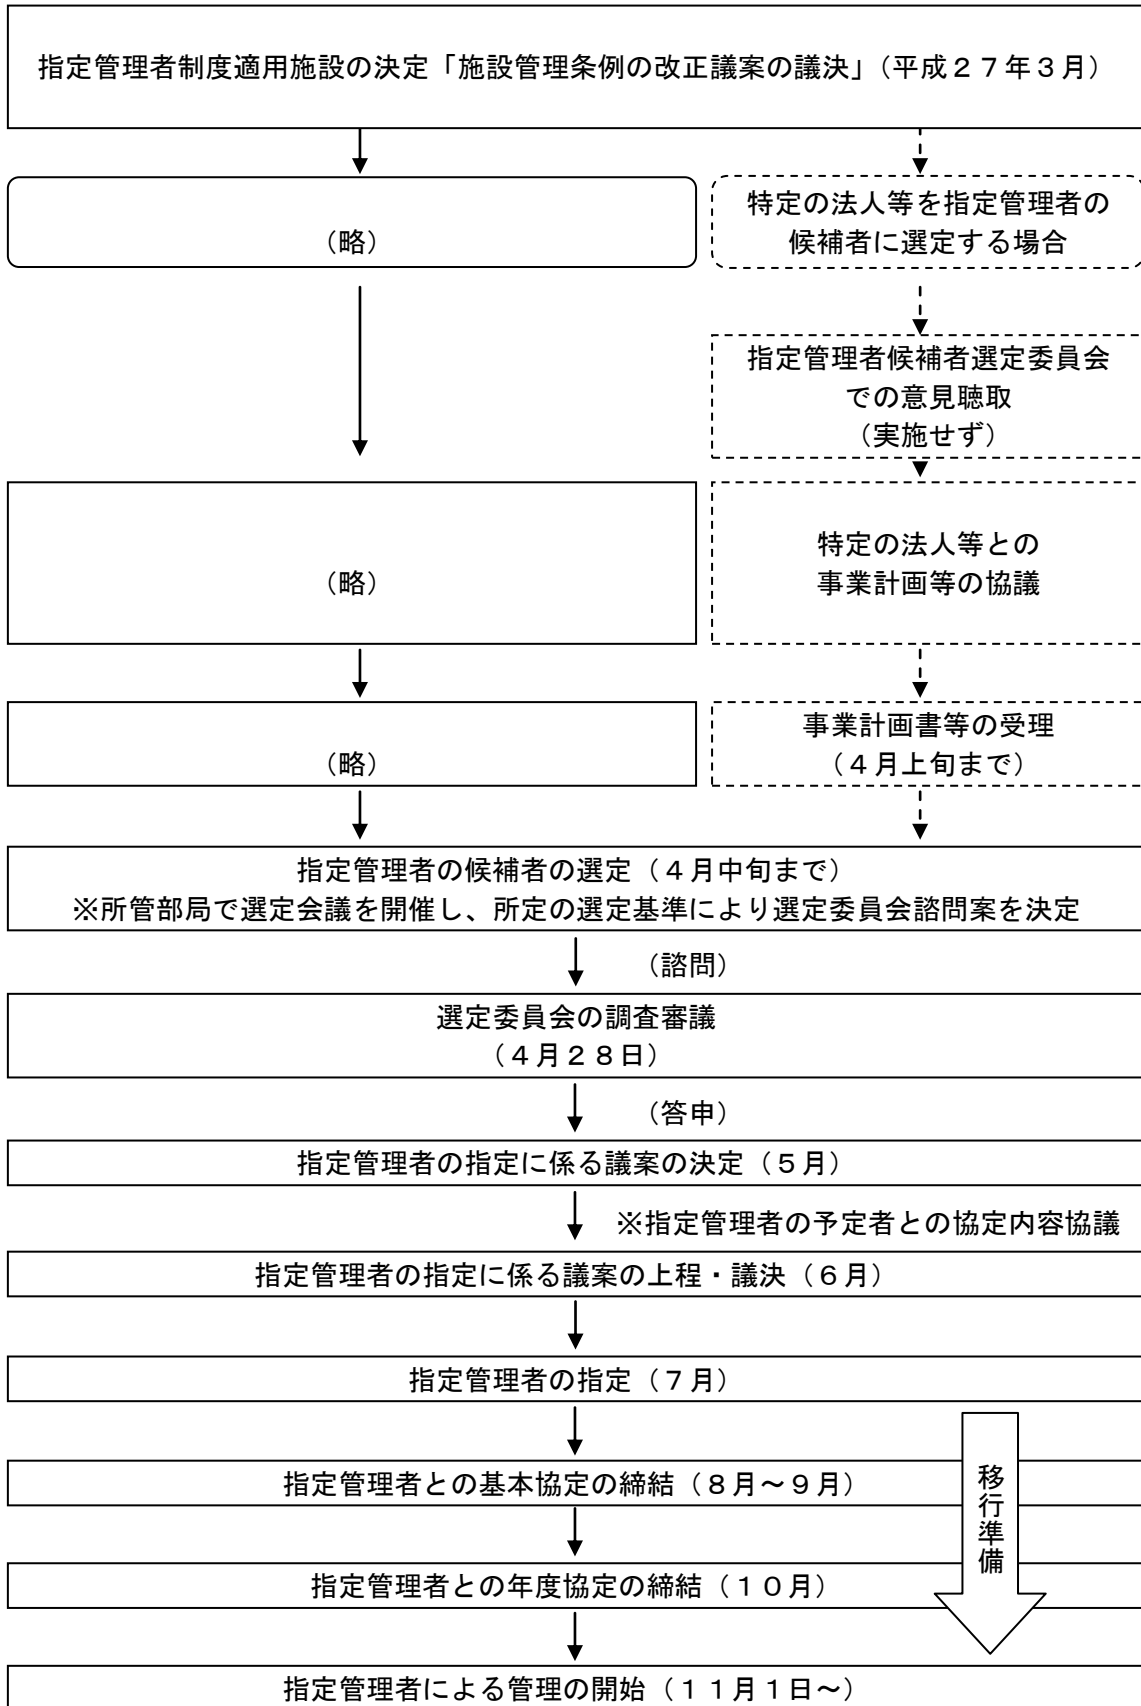 指定管理者制度適用施設の決定「施設管理条例の改正議案の議決」（平成２７年３月）
（略）
特定の法人等を指定管理者の
候補者に選定する場合
指定管理者候補者選定委員会
での意見聴取
（実施せず）
（略）
特定の法人等との
事業計画等の協議
（略）
事業計画書等の受理
（４月上旬まで）
指定管理者の候補者の選定（４月中旬まで）
※所管部局で選定会議を開催し、所定の選定基準により選定委員会諮問案を決定
（諮問）
選定委員会の調査審議
（４月２８日）
（答申）
指定管理者の指定に係る議案の決定（５月）
※指定管理者の予定者との協定内容協議
指定管理者の指定に係る議案の上程・議決（６月）
指定管理者の指定（７月）
指定管理者との基本協定の締結（８月～９月）
移行準備
指定管理者との年度協定の締結（１０月）
指定管理者による管理の開始（１１月１日～）